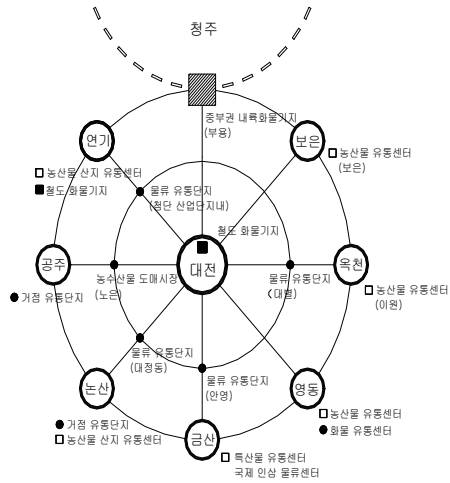 청주
중부권 내륙화물기지
(부용)
연기
보은
농산물 유통센터
(보은)
농산물 산지 유통센터
철도 화물기지
물류 유통단지
(첨단 산업단지내)
철도 화물기지
공주
대전
옥천
거점 유통단지
농수산물 도매시장
(노은)
물류 유통단지
(대별)
농산물 유통센터
(이원)
물류 유통단지
(대정동)
물류 유통단지
(안영)
논산
영동
거점 유통단지
농산물 산지 유통센터
농산물 유통센터
화물 유통센터
금산
특산물 유통센터
국제 인삼 물류센터